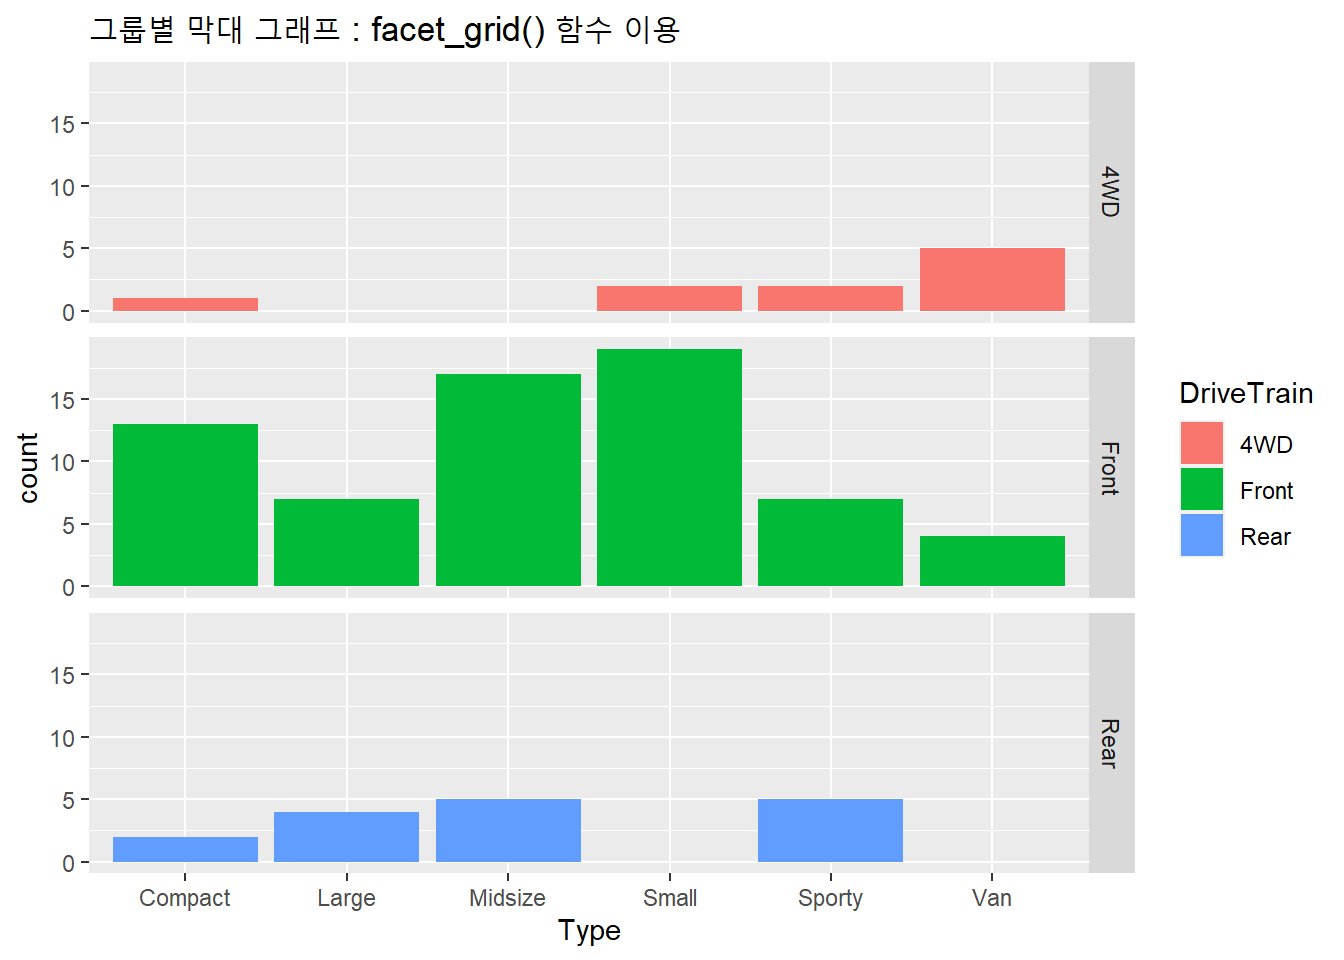 그룹별 막대 그래프 : facet_grid() 함수 이용
15
10
5
0
4WD
count
15
10
5
0
Front
15
10
5
0
Rear
Compact Large Midsize Small Sporty Van
Type
DriveTrain
4WD
Front
Rear